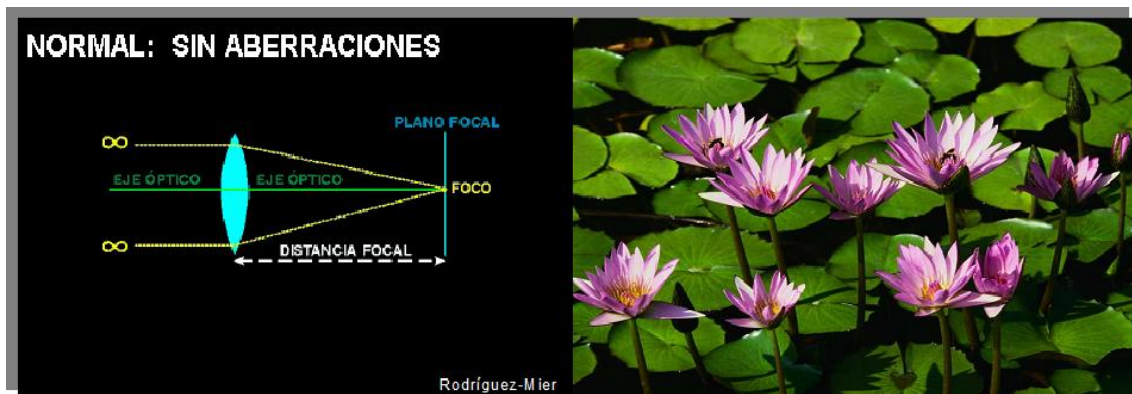 NORMAL: SIN ABERRACIONES
PLANO FOCAL
∞
EJE ÓPTICO EJE ÓPTICO FOCO
∞
DISTANCIA FOCAL
Rodríguez-Mier